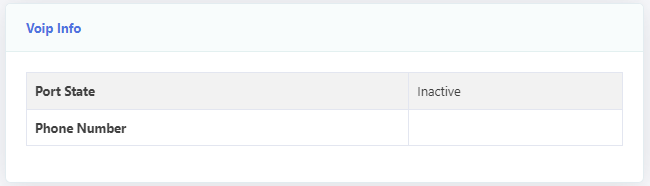 Voip Info
Port State Inactive
Phone Number